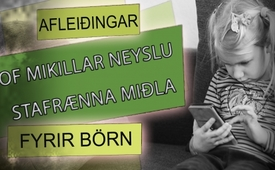 AFLEIÐINGAR
OF MIKILLAR NEYSLU
STAFRÆNNA MIÐLA
FYRIR BÖRN